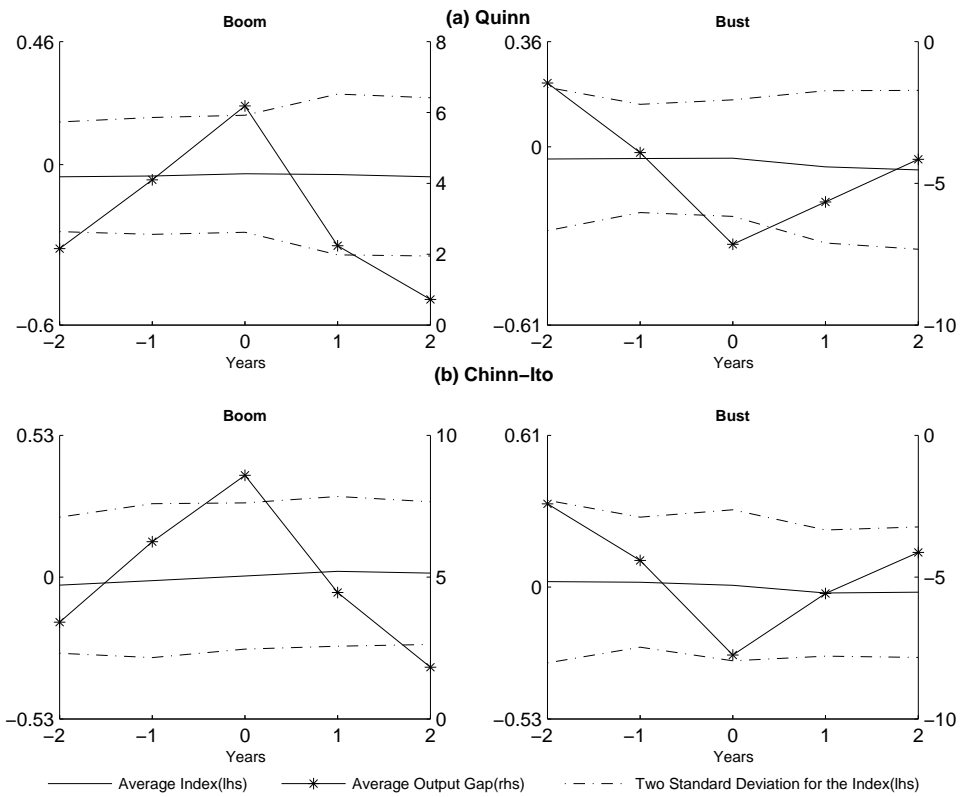 (a) Quinn
Boom
0.46
0
−0.6
8
6
4
2
0
−2 −1 0 1 2
Years
Bust
0.36
0
−0.61
0
−5
−10
−2 −1 0 1 2
Years
(b) Chinn−Ito
Boom
0.53
0
−0.53
10
5
0
−2 −1 0 1 2
Years
Bust
0.61
0
−0.53
0
−5
−10
−2 −1 0 1 2
Years
Average Index(lhs) Average Output Gap(rhs) Two Standard Deviation for the Index(lhs)